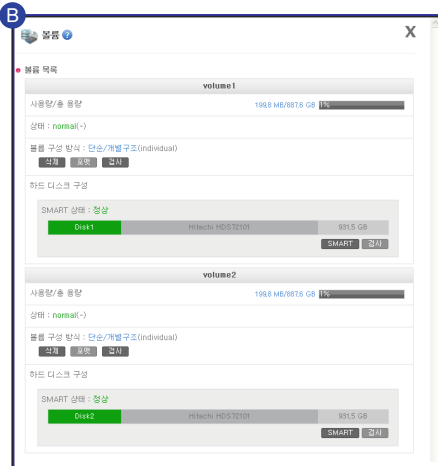 B
볼륨 ?
X
볼륨 목록
volume1
사용량/총 용량 199,8 MB/887,6 GB 1%
상태 : normal(-)
볼륨 구성 방식 : 단순/개별구조(individual)
삭제 포맷 검사
하드 디스크 구성
SMART 상태 : 정상
Disk1 Hitachi HDS72101 931,5 GB
SMART 검사
volume2
사용량/총 용량 199,8 MB/887,6 GB 1%
상태 : normal(-)
볼륨 구성 방식 : 단순/개별구조(individual)
삭제 포맷 검사
하드 디스크 구성
SMART 상태 : 정상
Disk2 Hitachi HDS72101 931,5 GB
SMART 검사